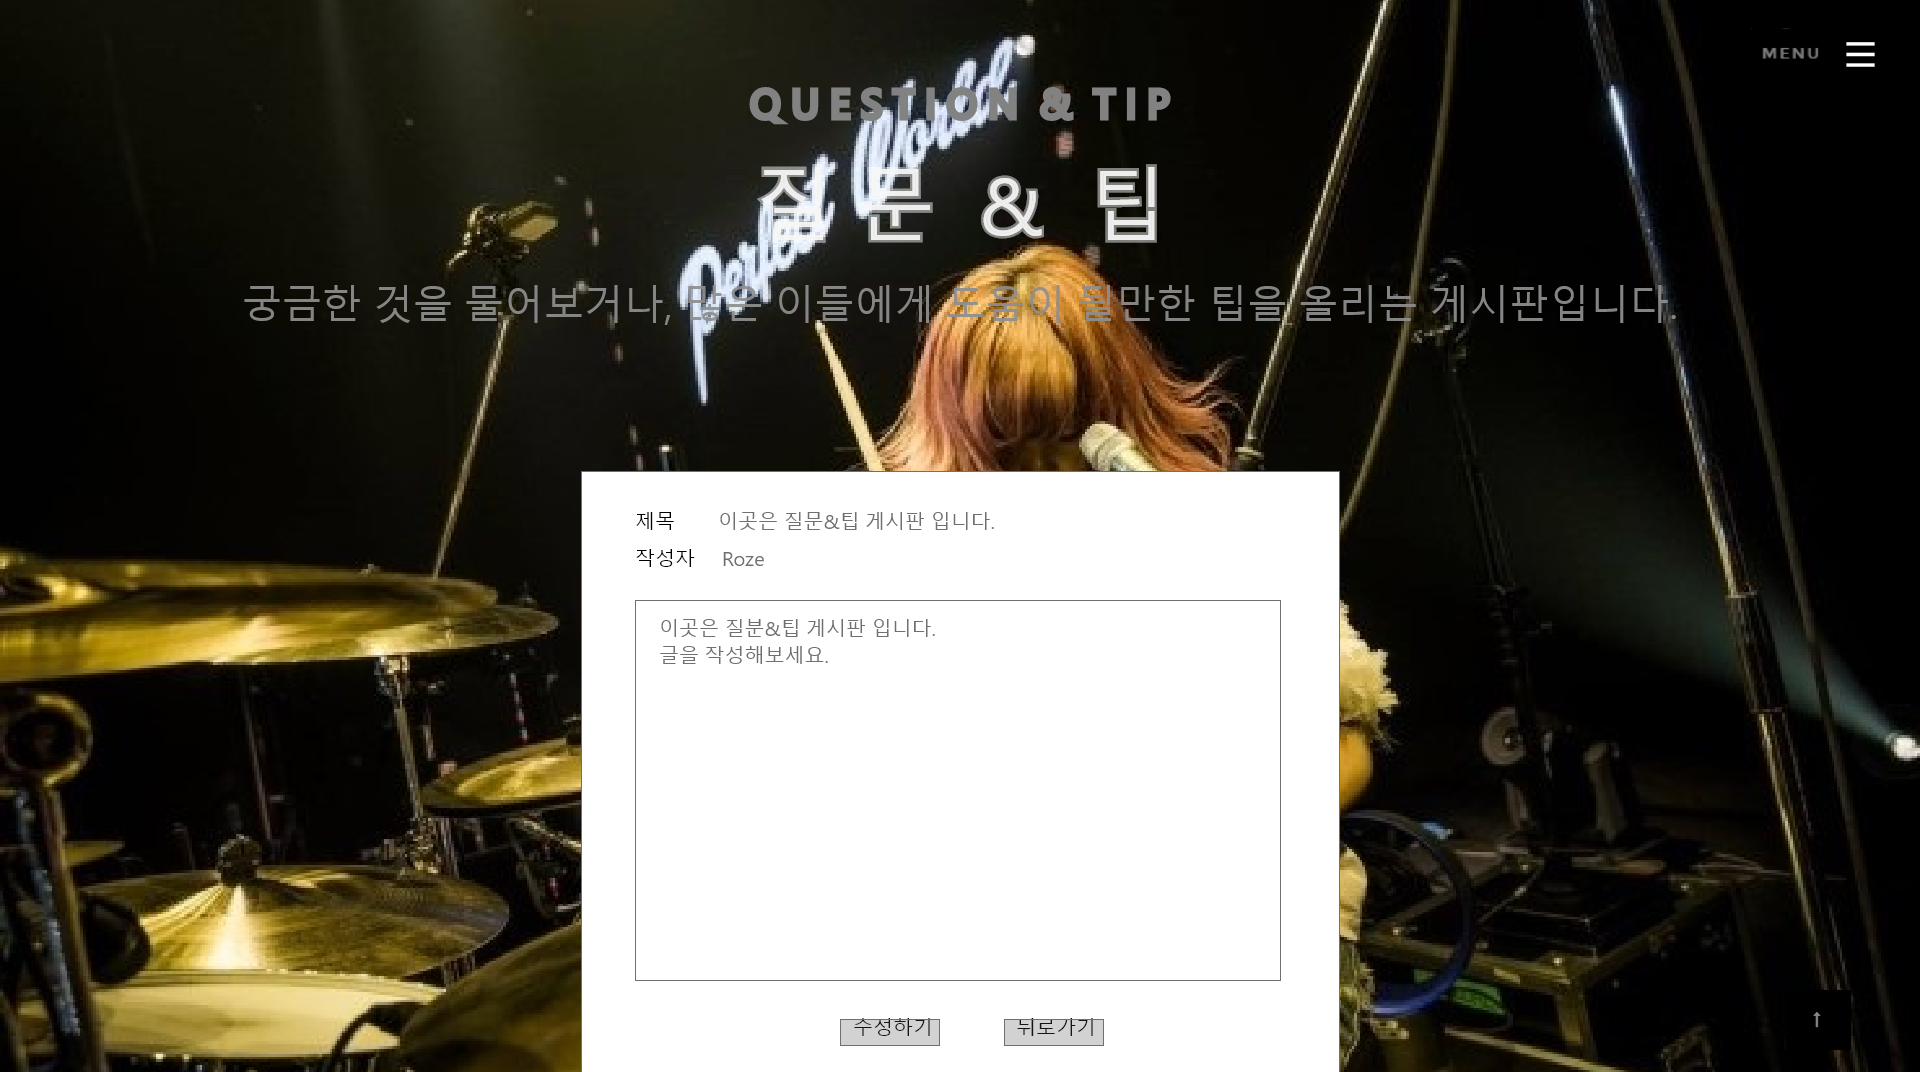 MENU
QUESTION & TIP
질문 & 팁
Perfect World
궁금한 것을 물어보거나, 많은 이들에게 도움이 될만한 팁을 올리는 게시판입니다.
제목 이곳은 질문&팁 게시판 입니다.
작성자 Roze
이곳은 질분&팁 게시판 입니다.
글을 작성해보세요.
수정하기 뒤로가기
↑